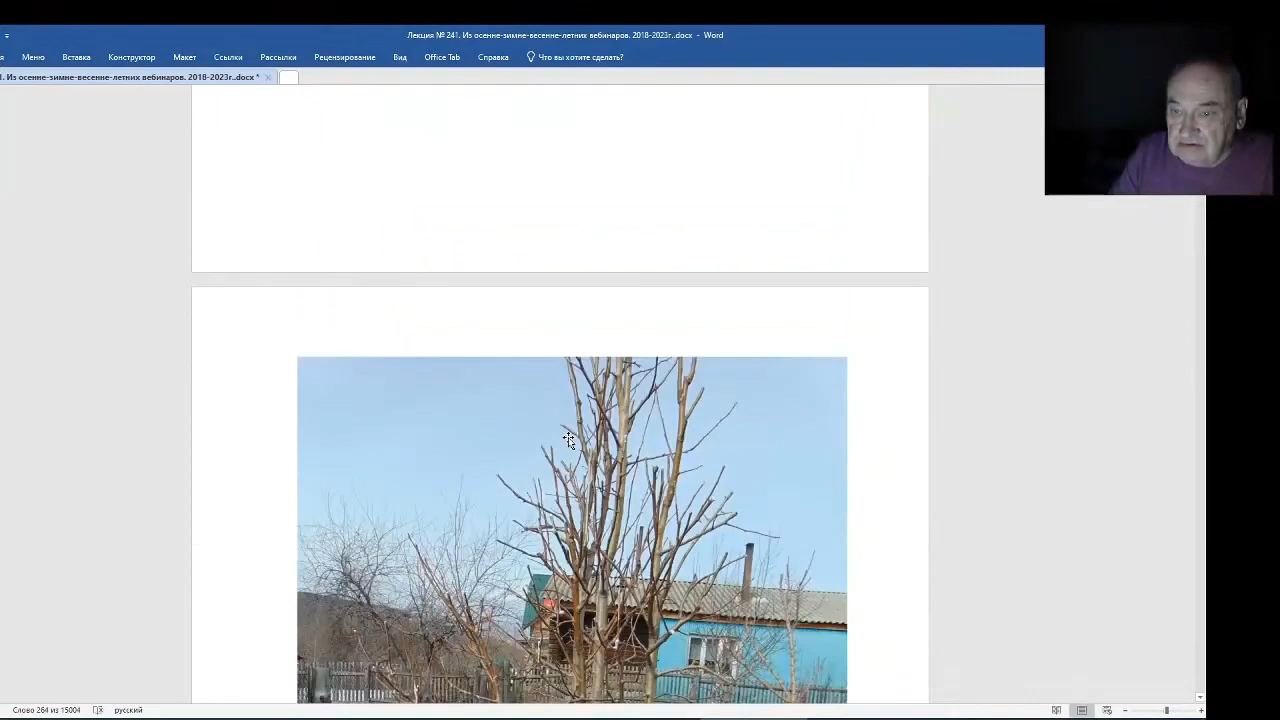 Лекция № 241. Из осенне-зимне-весенне-летних вебинаров. 2018-2023г..docx - Word
я Меню Вставка Конструктор Макет Ссылки Рассылки Рецензирование Вид Office Tab Справка Что вы хотите сделать?
1. Из осенне-зимне-весенне-летних вебинаров. 2018-2023г..docx *
Слово 264 из 15004 русский